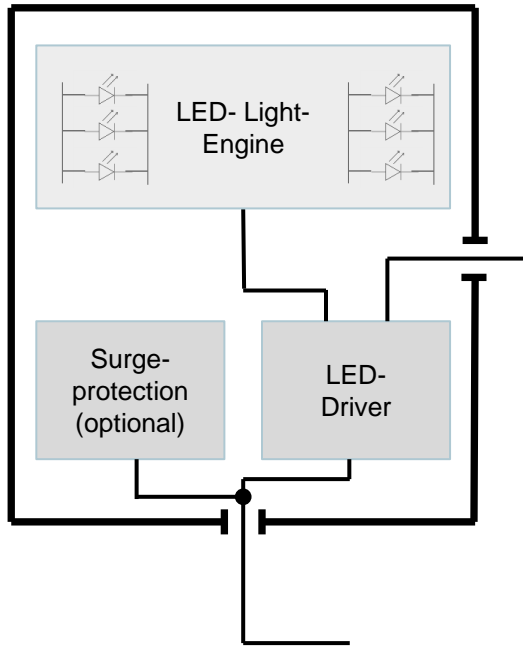 LED- Light-
Engine
Surge-
protection
(optional)
LED-
Driver